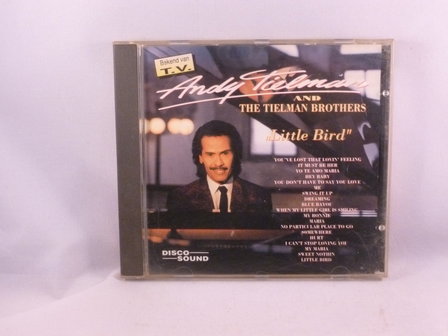 Bekend van
T.V.
Andy Tielman
AND
THE TIELMAN BROTHERS
"Little Bird"
YOU'VE LOST THAT LOVIN' FEELING
IT MUST BE HER
YO TE AMO MARIA
HEY BABY
YOU DON'T HAVE TO SAY YOU LOVE
ME
SWING IT UP
DREAMING
BLUE BAYOU
WHEN MY LITTLE GIRL IS SMILING
MY BONNIE
MARIA
NO PARTICULAR PLACE TO GO
SOMEWHERE
HURT
I CAN'T STOP LOVING YOU
MY MARIA
SWEET NOTHIN
LITTLE BIRD
DISCO
SOUND